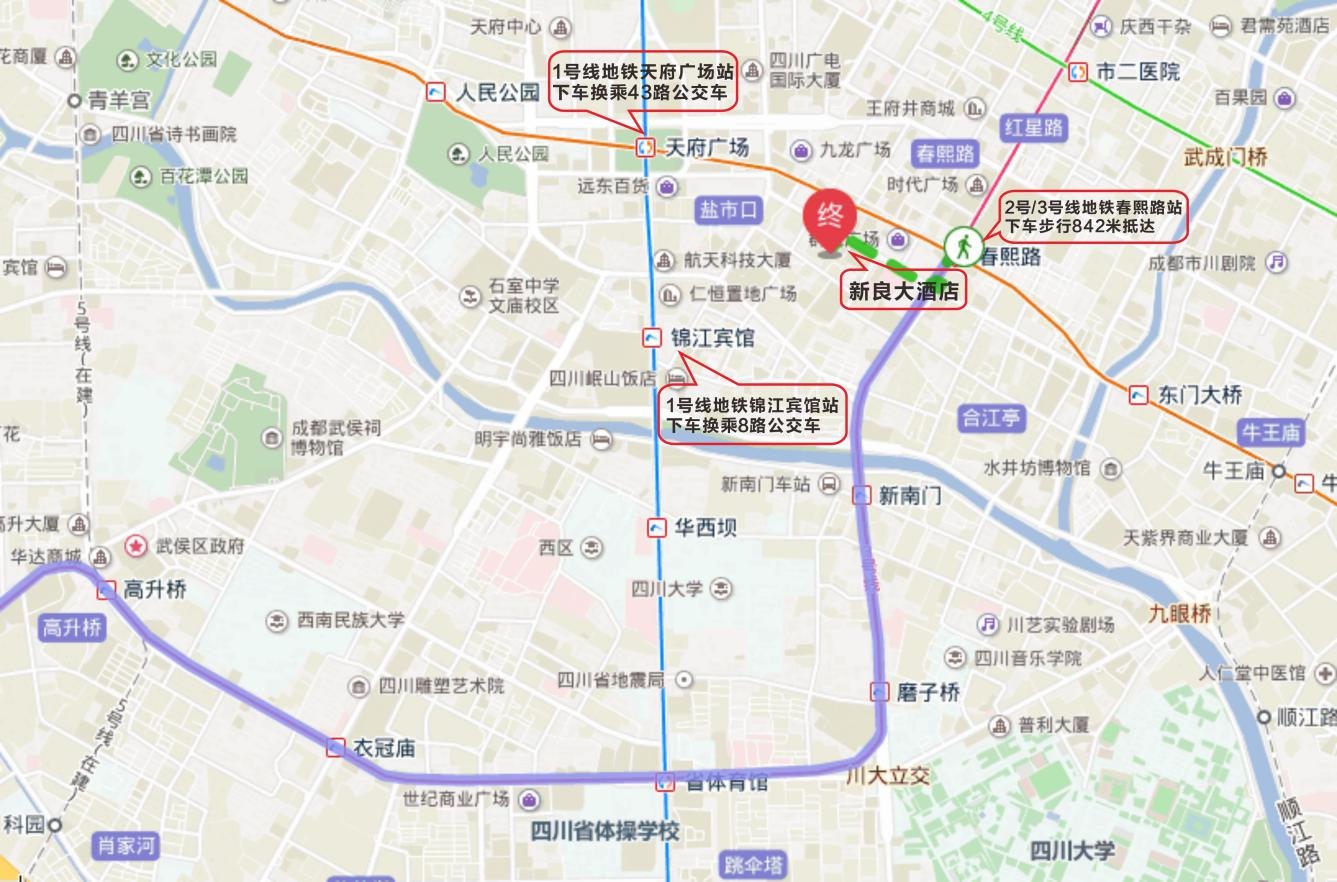 天府中心
4号线
庆西干杂
君需苑酒店
花商厦
文化公园
1号线地铁天府广场站
下车换乘43路公交车
四川广电
国际大厦
市二医院
人民公园
青羊宫
百果园
王府井商城
四川省诗书画院
红星路
天府广场
九龙广场
春熙路
武成门桥
人民公园
百花潭公园
远东百货
时代广场
盐市口
终
2号/3号线地铁春熙路站
下车步行842米抵达
广场
春熙路
宾馆
航天科技大厦
成都市川剧院
石室中学
文庙校区
仁恒置地广场
新良大酒店
5号线(在建)
锦江宾馆
四川岷山饭店
1号线地铁锦江宾馆站
下车换乘8路公交车
东门大桥
合江亭
牛王庙
花
成都武侯祠
博物馆
明宇尚雅饭店
水井坊博物馆
牛王庙
牛
新南门车站
新南门
高升大厦
华西坝
天紫界商业大厦
武侯区政府
西区
华达商城
高升桥
四川大学
九眼桥
高升桥
西南民族大学
川艺实验剧场
四川音乐学院
人仁堂中医馆
四川雕塑艺术院
四川省地震局
磨子桥
5号线(在建)
普利大厦
顺江路
衣冠庙
省体育馆
川大立交
世纪商业广场
科园
四川省体操学校
顺江路
肖家河
四川大学
跳伞塔